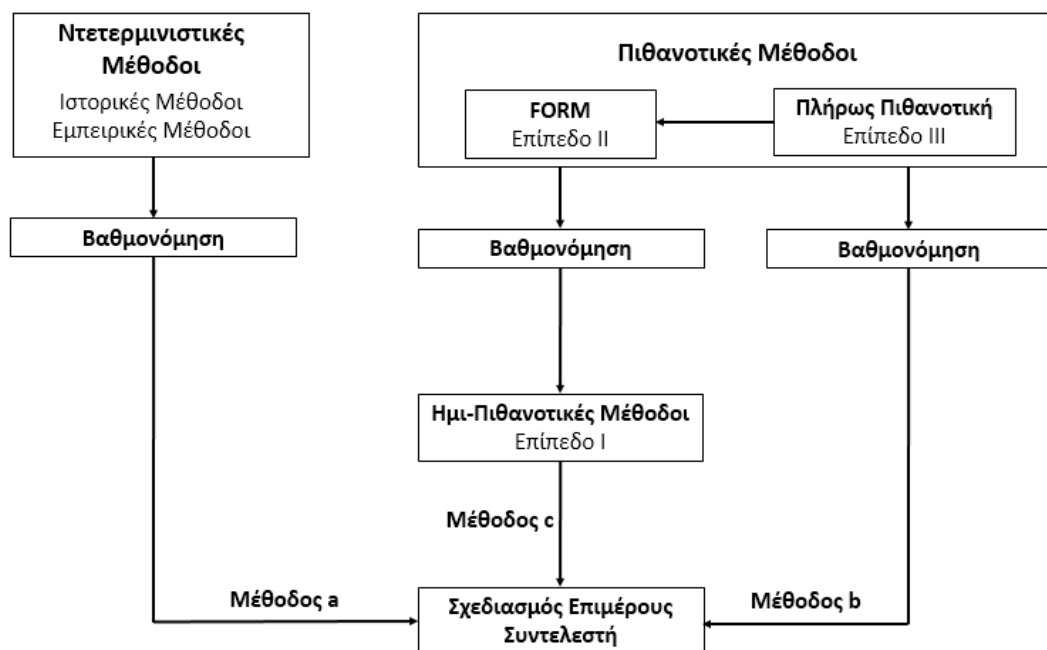 Ντετερμινιστικές
Μέθοδοι
Ιστορικές Μέθοδοι
Εμπειρικές Μέθοδοι
Πιθανοτικές Μέθοδοι
FORM
Επίπεδο II
Πλήρως Πιθανοτική
Επίπεδο III
Βαθμονόμηση
Βαθμονόμηση
Βαθμονόμηση
Ημι-Πιθανοτικές Μέθοδοι
Επίπεδο I
Μέθοδος c
Μέθοδος a
Σχεδιασμός Επιμέρους
Συντελεστή
Μέθοδος b